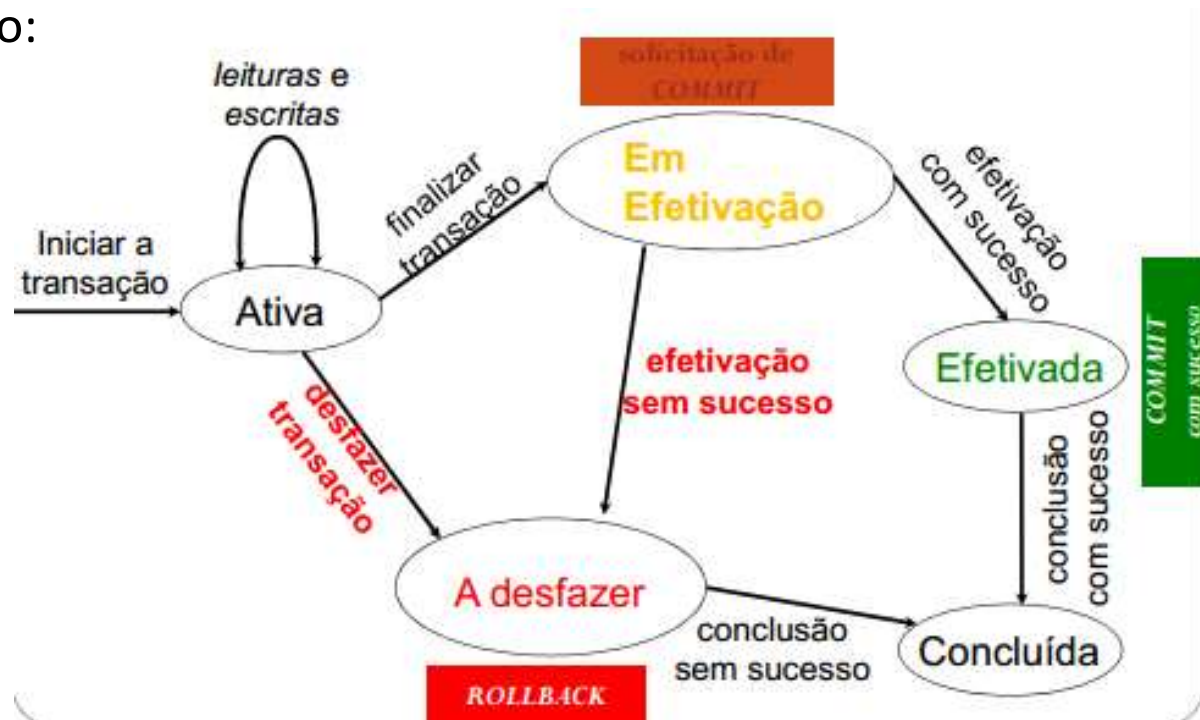 o:
solicitação de
COMMIT
leituras e
escritas
Em
Efetivação
finalizar
transação
efetivação
com sucesso
Iniciar a
transação
Ativa
efetivação
sem sucesso
Efetivada
COMMIT
com sucesso
desfazer
transação
conclusão
com sucesso
A desfazer
conclusão
sem sucesso
Concluída
ROLLBACK